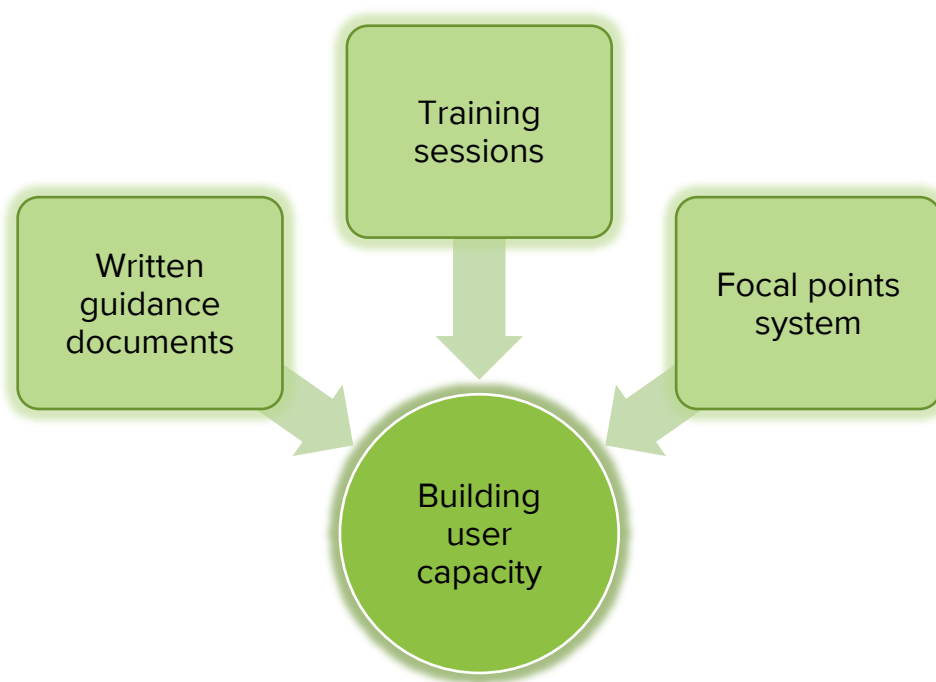 Training
sessions
Written
guidance
documents
Focal points
system
Building
user
capacity